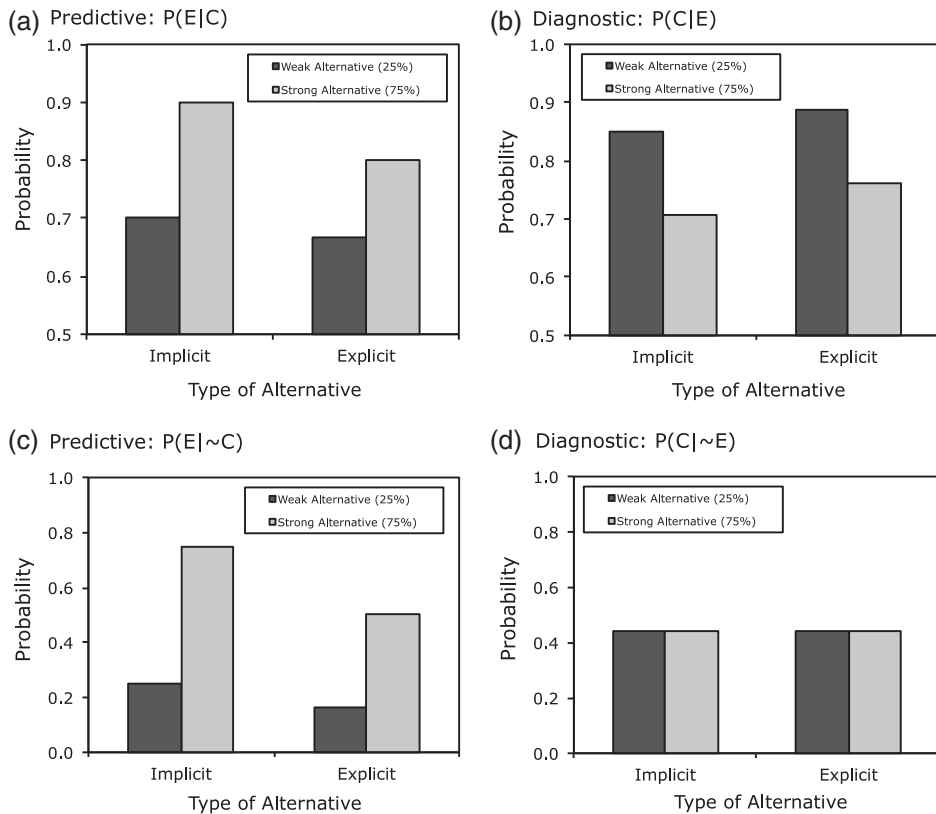 (a) Predictive: P(E|C)
Weak Alternative (25%)
Strong Alternative (75%)
Probability
1.0
0.9
0.8
0.7
0.6
0.5
Implicit Explicit
Type of Alternative
(b) Diagnostic: P(C|E)
Weak Alternative (25%)
Strong Alternative (75%)
Probability
1.0
0.9
0.8
0.7
0.6
0.5
Implicit Explicit
Type of Alternative
(c) Predictive: P(E|~C)
Weak Alternative (25%)
Strong Alternative (75%)
Probability
1.0
0.8
0.6
0.4
0.2
0.0
Implicit Explicit
Type of Alternative
(d) Diagnostic: P(C|~E)
Weak Alternative (25%)
Strong Alternative (75%)
Probability
1.0
0.8
0.6
0.4
0.2
0.0
Implicit Explicit
Type of Alternative